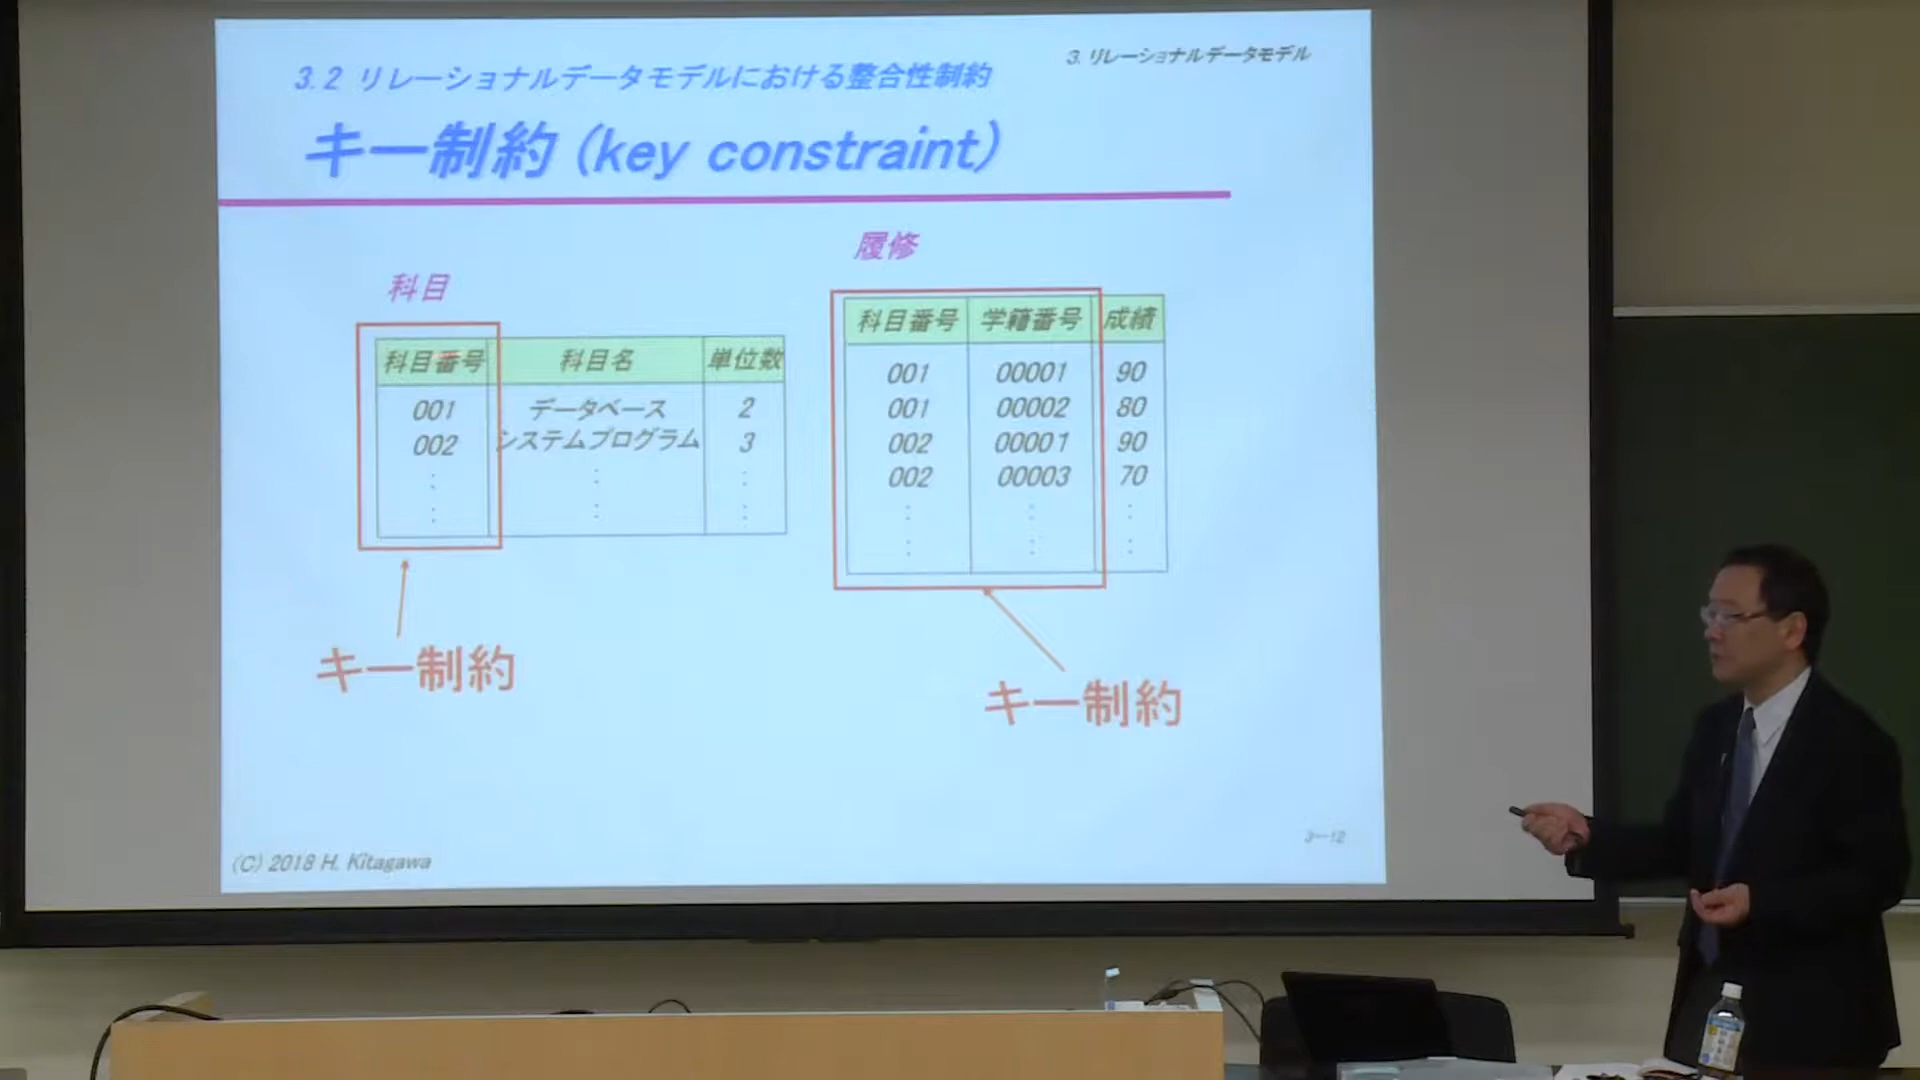 3. リレーショナルデータモデル
3.2 リレーショナルデータモデルにおける整合性制約
キー制約 (key constraint)
科目
科目番号 科目名 単位数
001 データベース 2
002 システムプログラム 3
キー制約
履修
科目番号 学籍番号 成績
001 00001 90
001 00002 80
002 00001 90
002 00003 70
キー制約
(C) 2018 H. Kitagawa
3-12